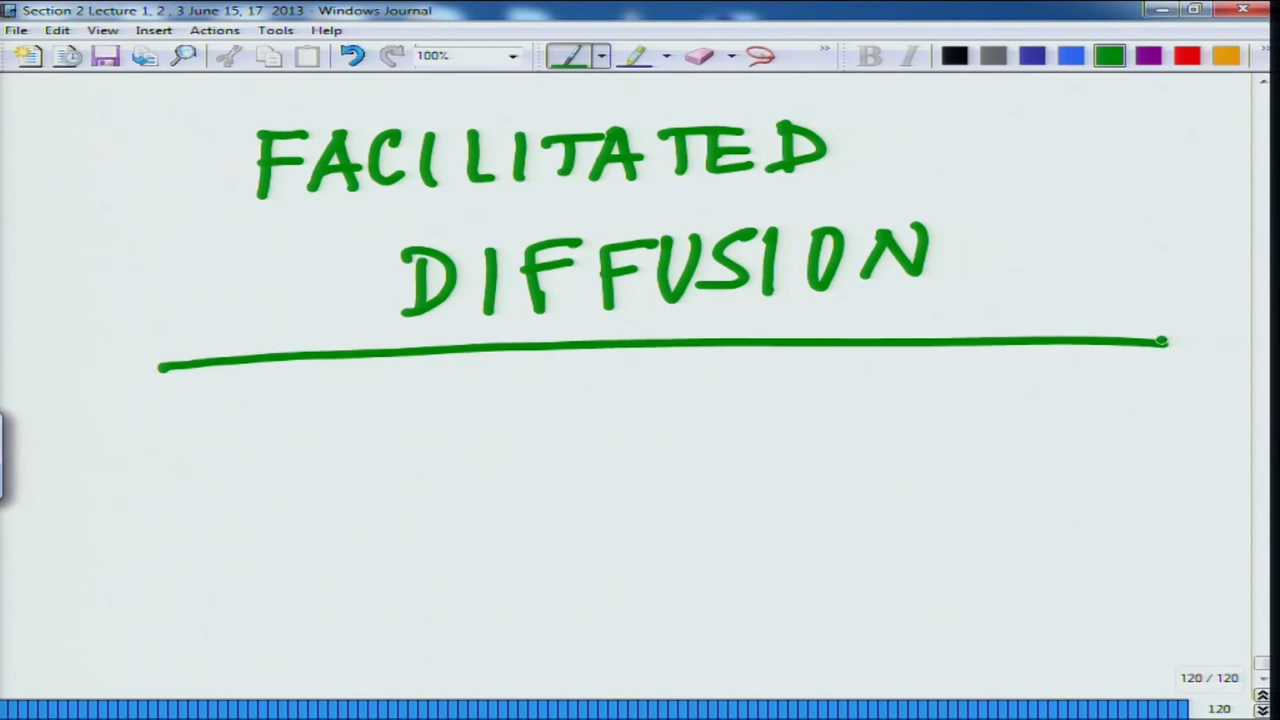 Section 2 Lecture 1, 2 , 3 June 15, 17 2013 - Windows Journal
File Edit View Insert Actions Tools Help
100% B I
FACILITATED
DIFFUSION
120 / 120
120